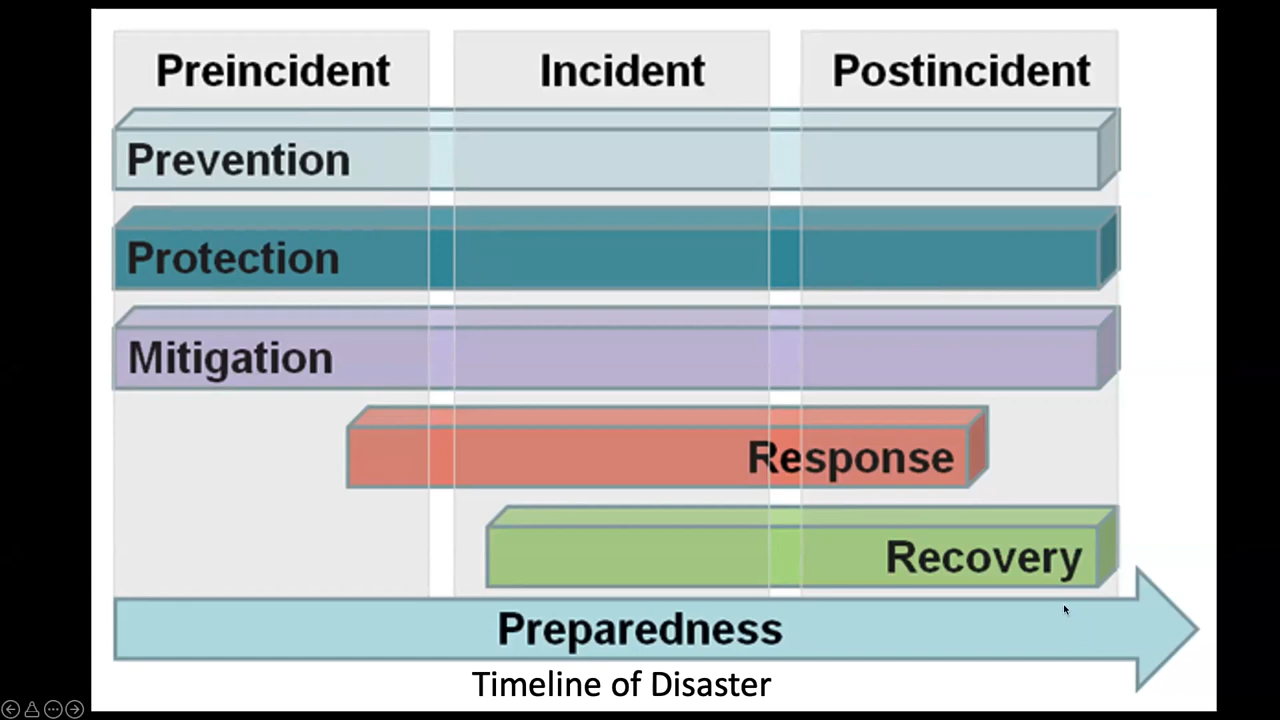 Preincident Incident Postincident
Prevention
Protection
Mitigation
Response
Recovery
Preparedness
Timeline of Disaster